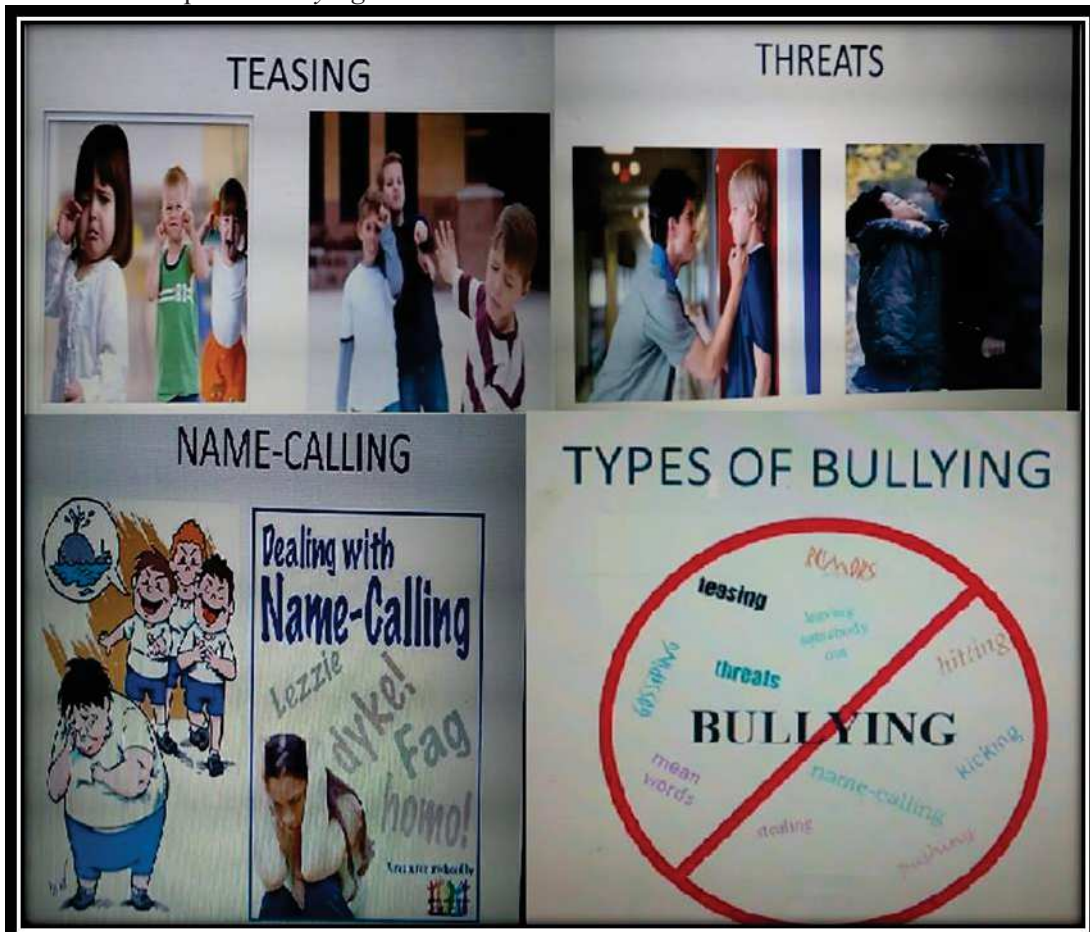 TEASING
THREATS
NAME-CALLING
Dealing with
Name-Calling
Lezzie
dyke!
Fag
homo!
TYPES OF BULLYING
RUMORS
teasing
leaving
somebody
out
hitting
threats
BULLYING
kicking
mean
words
name-calling
stealing
pushing